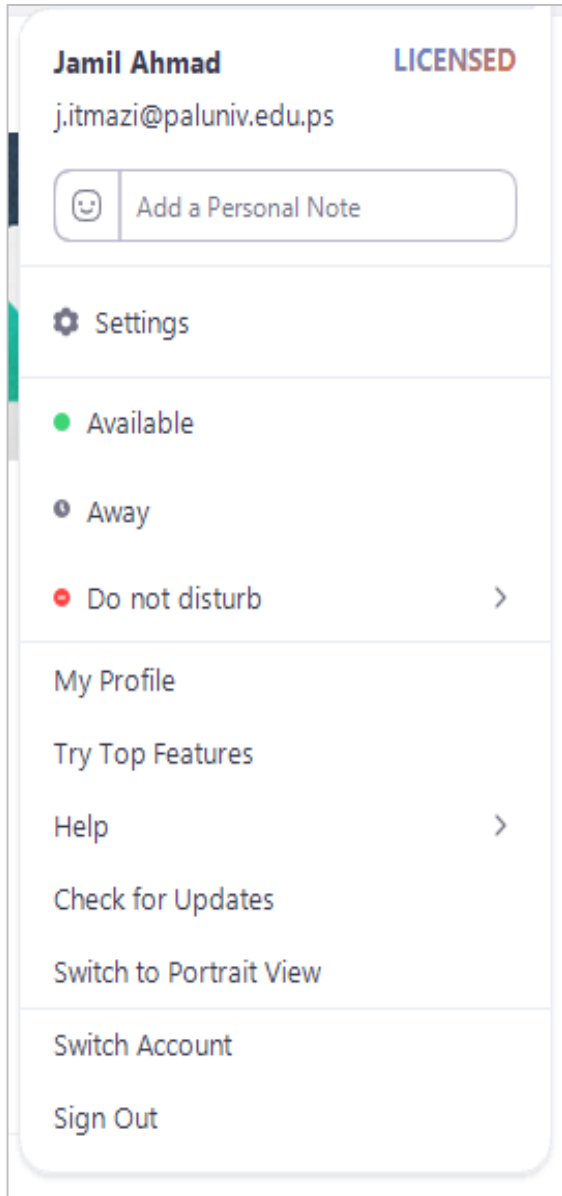 Jamil Ahmad LICENSED
j.itmazi@paluniv.edu.ps
Add a Personal Note
Settings
Available
Away
Do not disturb
My Profile
Try Top Features
Help
Check for Updates
Switch to Portrait View
Switch Account
Sign Out